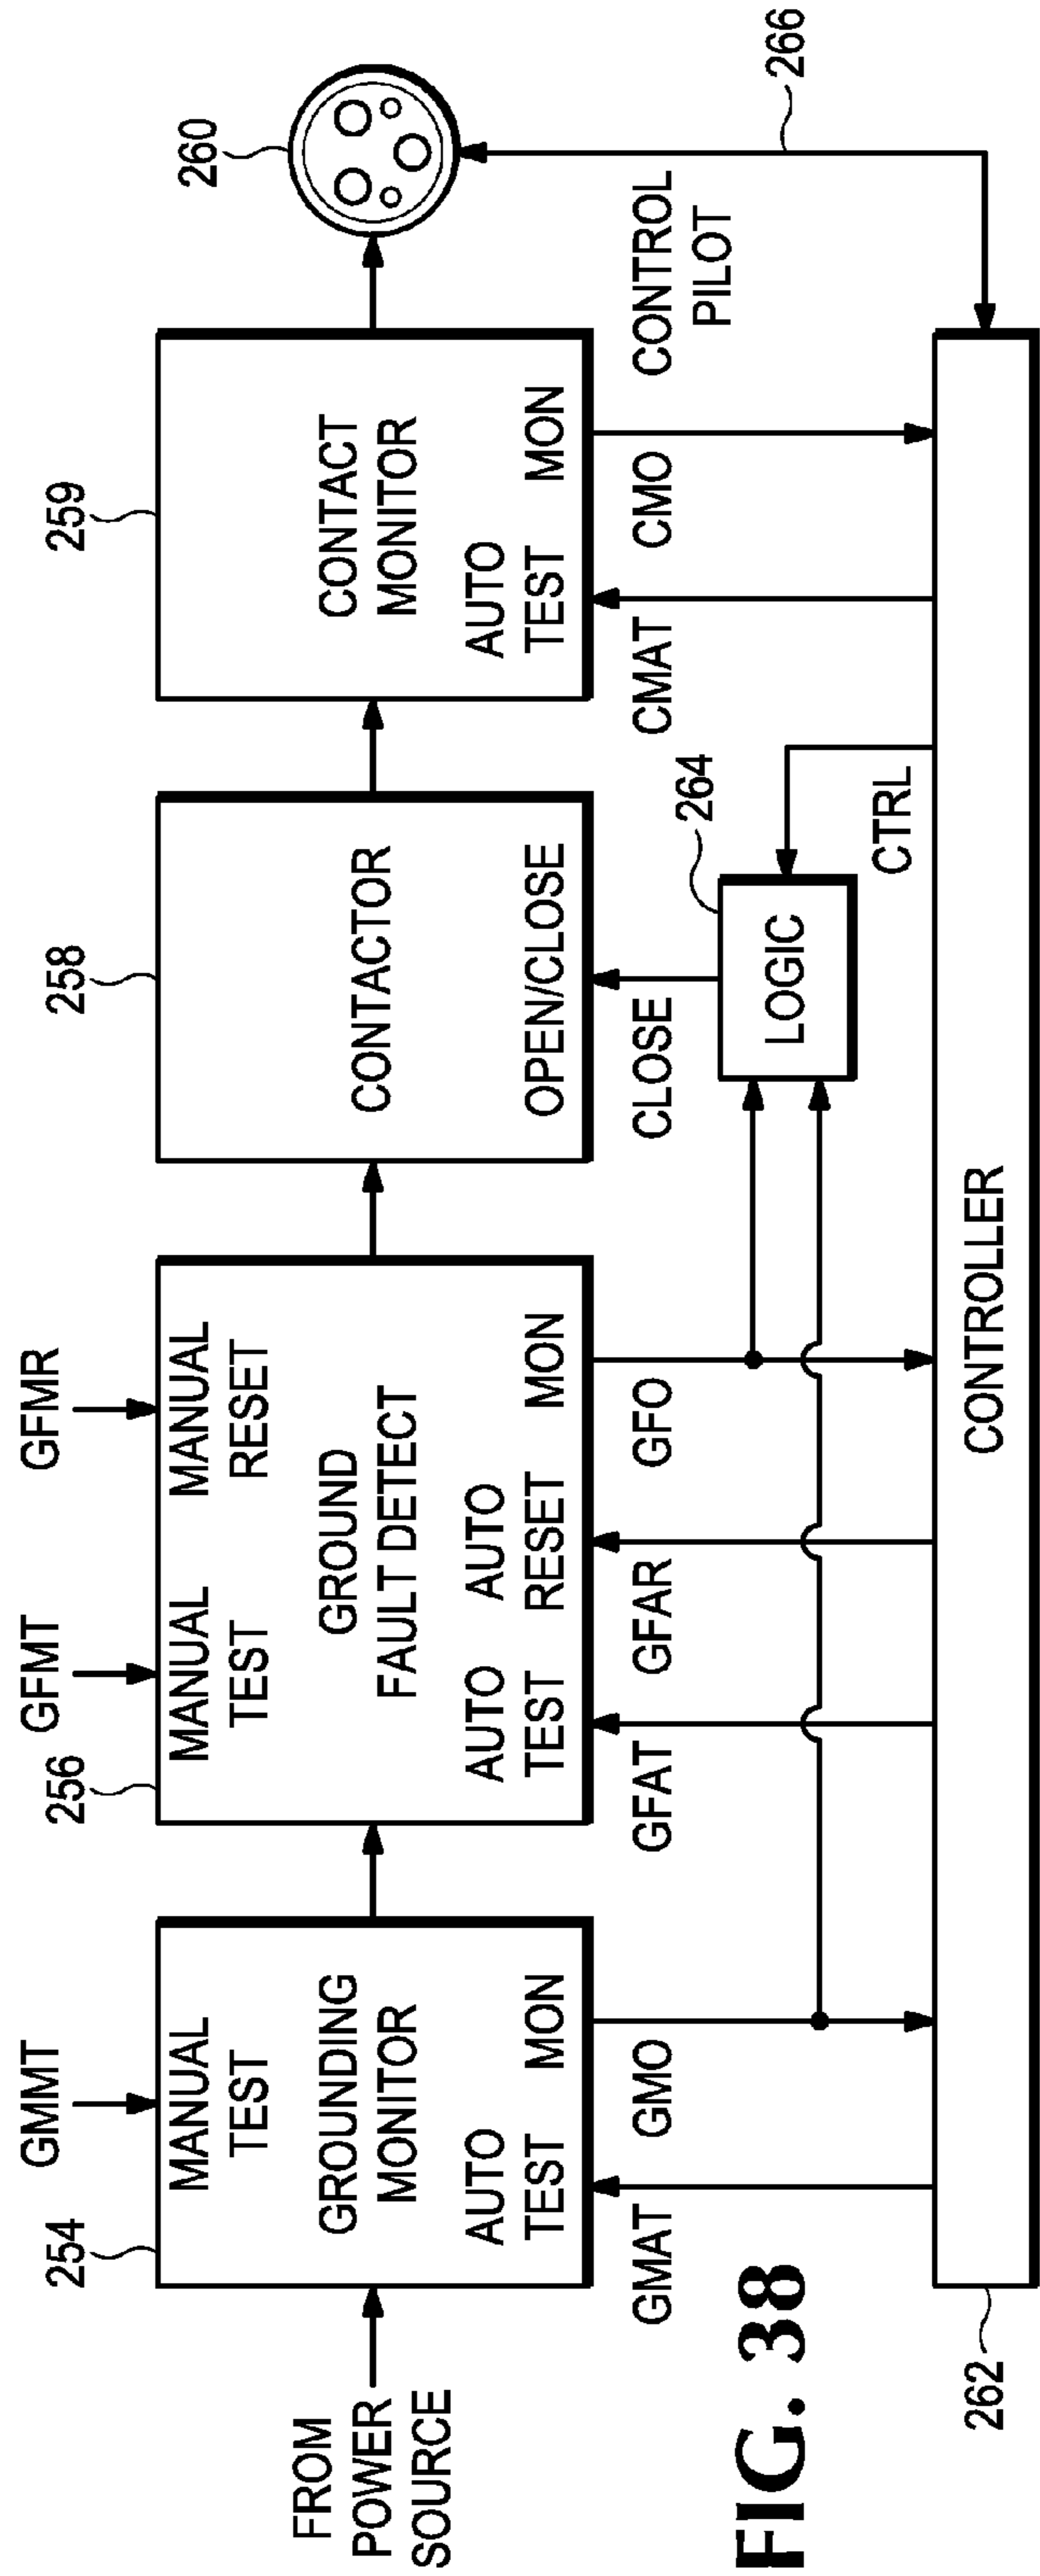 GMMT
GFMT
GFMR
254
256
258
259
260
MANUAL
TEST
GROUNDING
MONITOR
AUTO
TEST
MON
MANUAL
TEST
MANUAL
RESET
GROUND
FAULT DETECT
AUTO
TEST
AUTO
RESET
MON
CONTACTOR
OPEN/CLOSE
CONTACT
MONITOR
AUTO
TEST
MON
FROM
POWER
SOURCE
GMAT
GMO
GFAT
GFAR
GFO
CLOSE
264
LOGIC
CTRL
CMAT
CMO
CONTROL
PILOT
266
262
CONTROLLER
FIG. 38